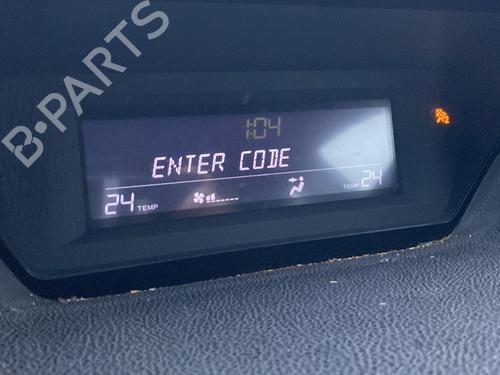 B-PARTS
1:04
ENTER CODE
24 TEMP TEMP 24